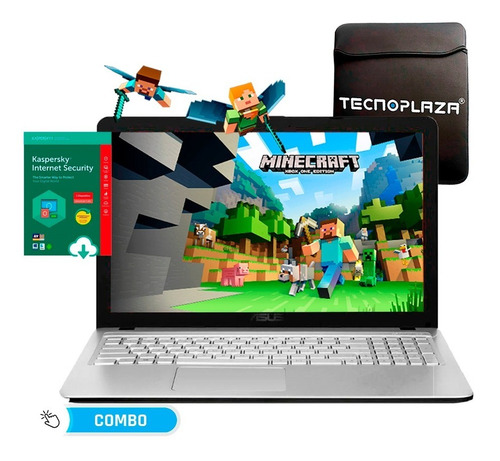 TECNOPLAZA®
Kaspersky
Internet Security
MINECRAFT
XBOX ONE EDITION
ASUS
COMBO